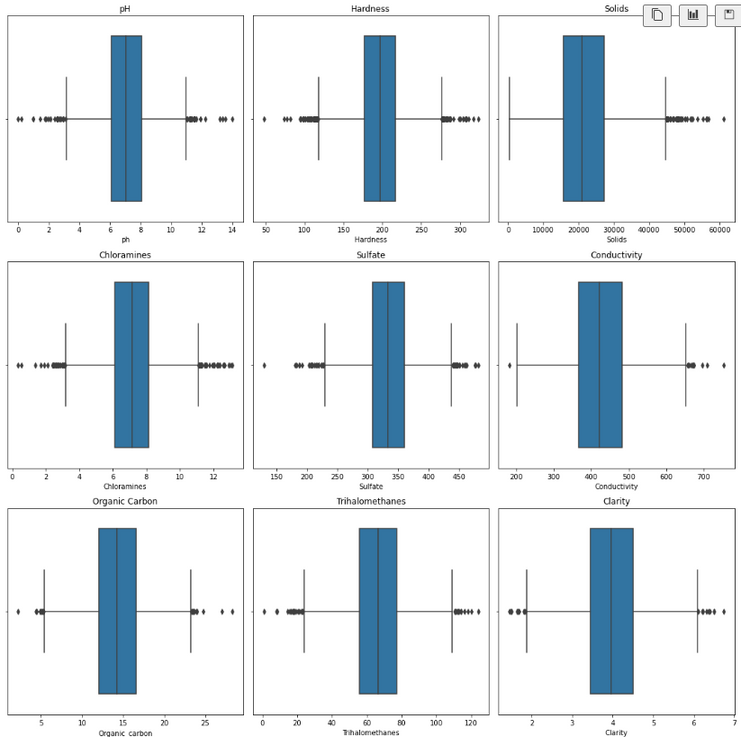 pH Hardness Solids
0 2 4 6 8 10 12 14 50 100 150 200 250 300 0 10000 20000 30000 40000 50000 60000
ph Hardness Solids
Chloramines Sulfate Conductivity
0 2 4 6 8 10 12 150 200 250 300 350 400 450 200 300 400 500 600 700
Chloramines Sulfate Conductivity
Organic Carbon Trihalomethanes Clarity
5 10 15 20 25 0 20 40 60 80 100 120 2 3 4 5 6 7
Organic carbon Trihalomethanes Clarity